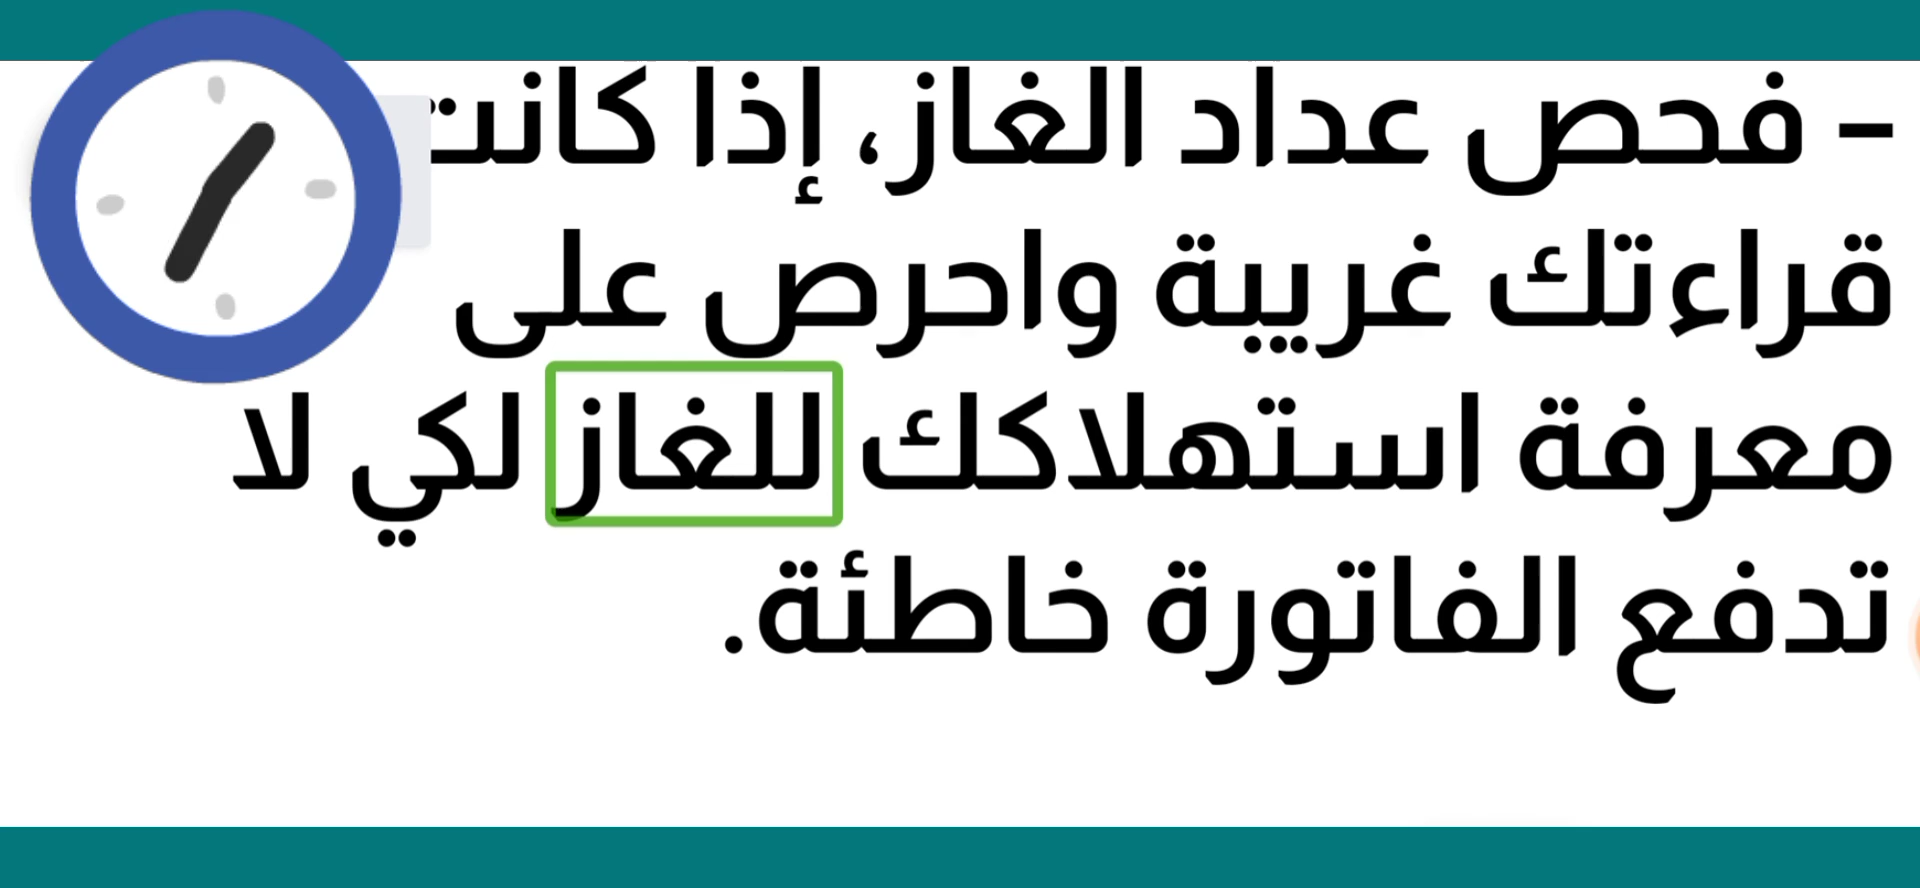 – فحص عداد الغاز، إذا كانت
قراءتك غريبة واحرص على
معرفة استهلاكك للغاز لكي لا
تدفع الفاتورة خاطئة.